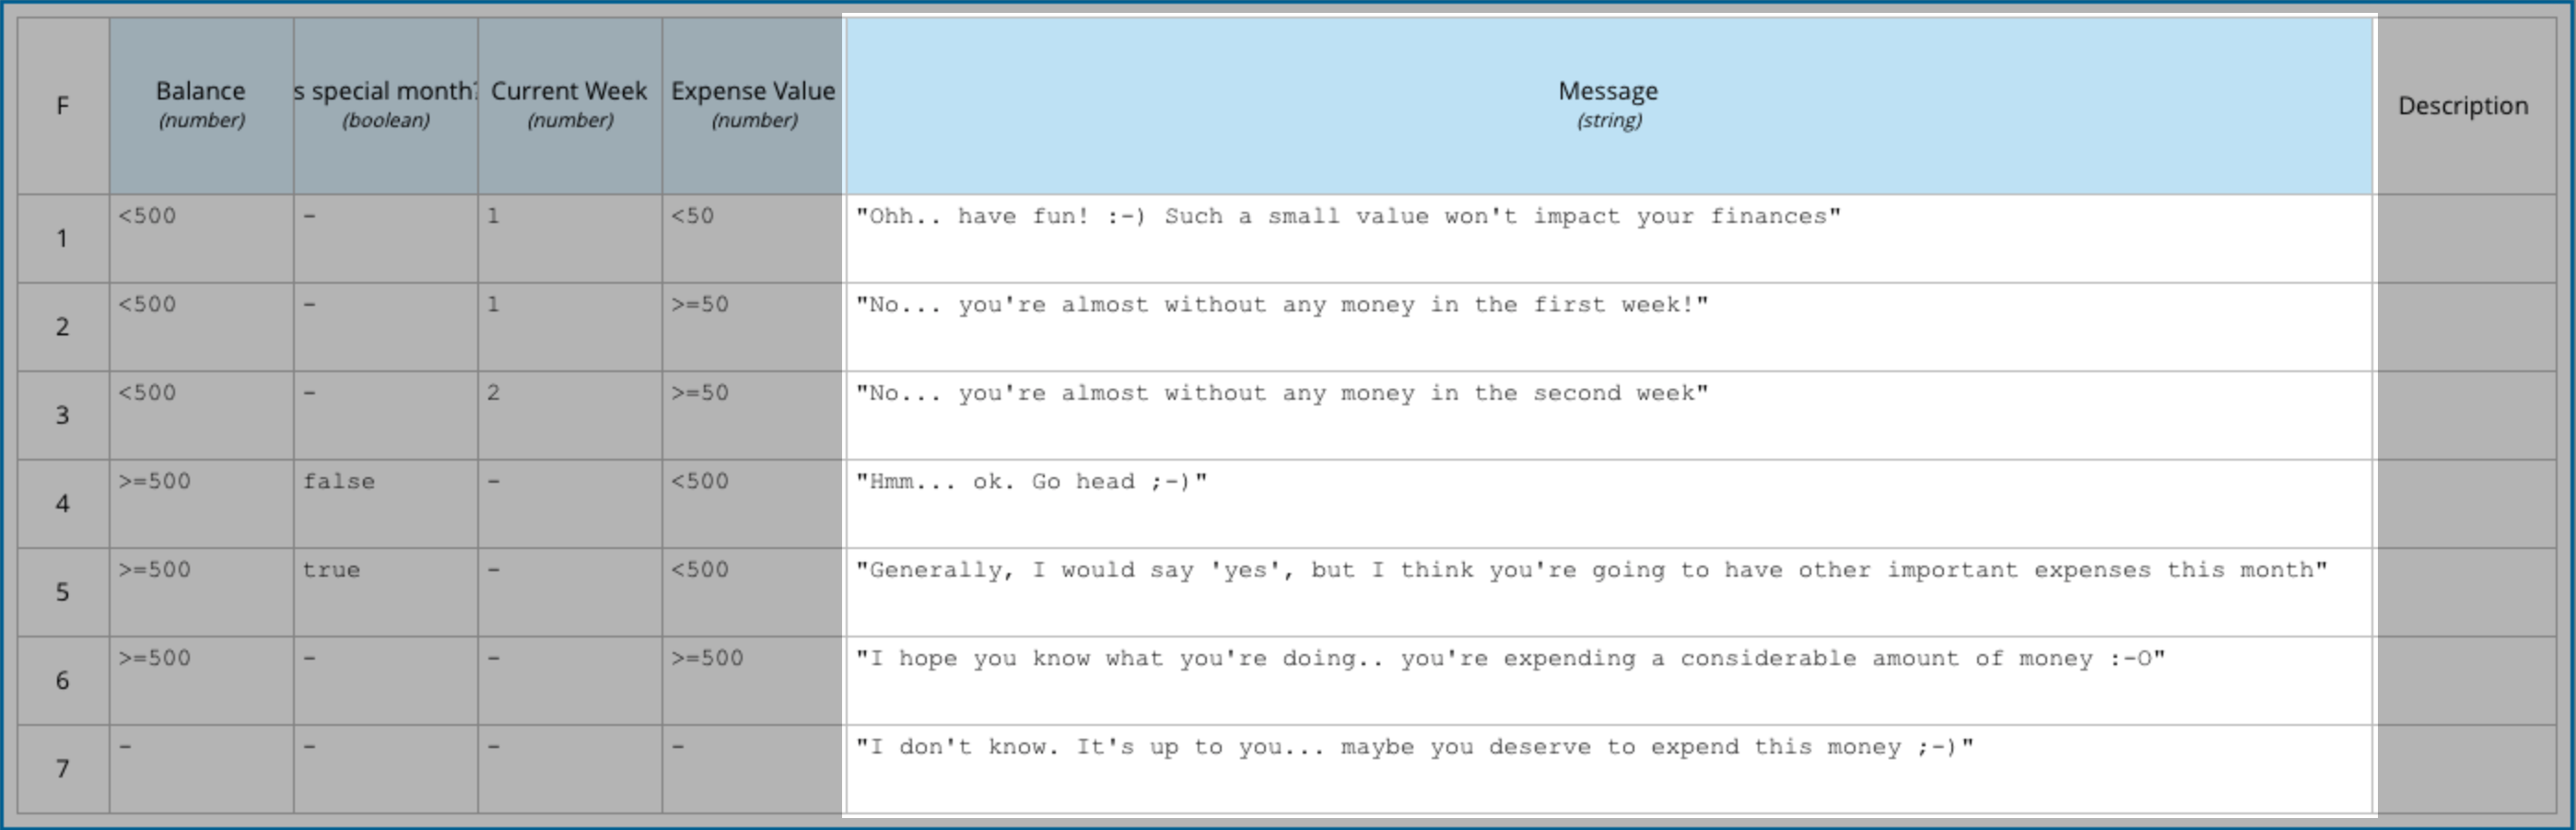 F Balance (number) s special month? (boolean) Current Week (number) Expense Value (number) Message (string) Description
1 <500 - 1 <50 "Ohh.. have fun! :-) Such a small value won't impact your finances"
2 <500 - 1 >=50 "No... you're almost without any money in the first week!"
3 <500 - 2 >=50 "No... you're almost without any money in the second week"
4 >=500 false - <500 "Hmm... ok. Go head ;-)"
5 >=500 true - <500 "Generally, I would say 'yes', but I think you're going to have other important expenses this month"
6 >=500 - - >=500 "I hope you know what you're doing.. you're expending a considerable amount of money :-O"
7 - - - - "I don't know. It's up to you... maybe you deserve to expend this money ;-)"